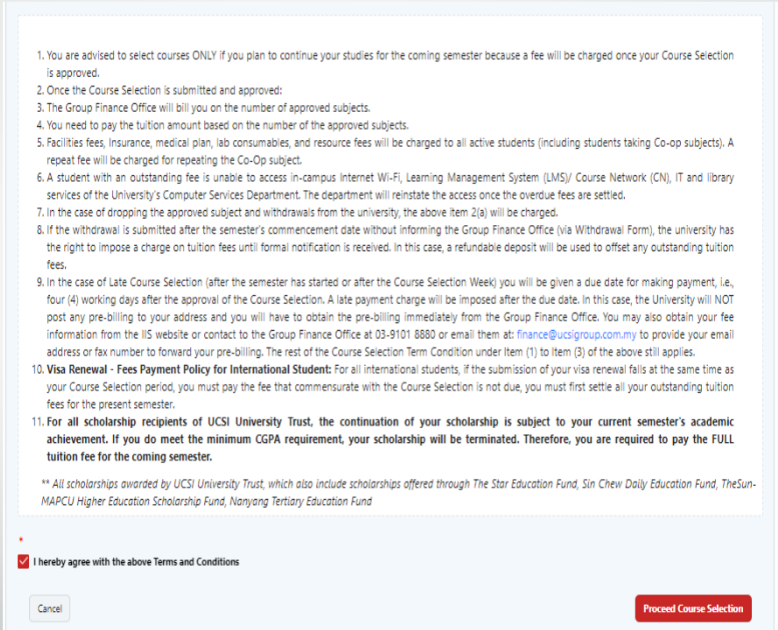 1. You are advised to select courses ONLY if you plan to continue your studies for the coming semester because a fee will be charged once your Course Selection
is approved.
2. Once the Course Selection is submitted and approved:
3. The Group Finance Office will bill you on the number of approved subjects.
4. You need to pay the tuition amount based on the number of the approved subjects.
5. Facilities fees, Insurance, medical plan, lab consumables, and resource fees will be charged to all active students (including students taking Co-op subjects). A
repeat fee will be charged for repeating the Co-Op subject.
6. A student with an outstanding fee is unable to access in-campus Internet Wi-Fi, Learning Management System (LMS)/ Course Network (CN), IT and library
services of the University's Computer Services Department. The department will reinstate the access once the overdue fees are settled.
7. In the case of dropping the approved subject and withdrawals from the university, the above item 2(a) will be charged.
8. If the withdrawal is submitted after the semester's commencement date without informing the Group Finance Office (via Withdrawal Form), the university has
the right to impose a charge on tuition fees until formal notification is received. In this case, a refundable deposit will be used to offset any outstanding tuition
fees.
9. In the case of Late Course Selection (after the semester has started or after the Course Selection Week) you will be given a due date for making payment, i.e.,
four (4) working days after the approval of the Course Selection. A late payment charge will be imposed after the due date. In this case, the University will NOT
post any pre-billing to your address and you will have to obtain the pre-billing immediately from the Group Finance Office. You may also obtain your fee
information from the IIS website or contact to the Group Finance Office at 03-9101 8880 or email them at: finance@ucsigroup.com.my to provide your email
address or fax number to forward your pre-billing. The rest of the Course Selection Term Condition under Item (1) to Item (3) of the above still applies.
10. Visa Renewal - Fees Payment Policy for International Student: For all international students, if the submission of your visa renewal falls at the same time as
your Course Selection period, you must pay the fee that commensurate with the Course Selection is not due, you must first settle all your outstanding tuition
fees for the present semester.
11. For all scholarship recipients of UCSI University Trust, the continuation of your scholarship is subject to your current semester's academic
achievement. If you do meet the minimum CGPA requirement, your scholarship will be terminated. Therefore, you are required to pay the FULL
tuition fee for the coming semester.
** All scholarships awarded by UCSI University Trust, which also include scholarships offered through The Star Education Fund, Sin Chew Daily Education Fund, TheSun-
MAPCU Higher Education Scholarship Fund, Nanyang Tertiary Education Fund
*
I hereby agree with the above Terms and Conditions
Cancel
Proceed Course Selection